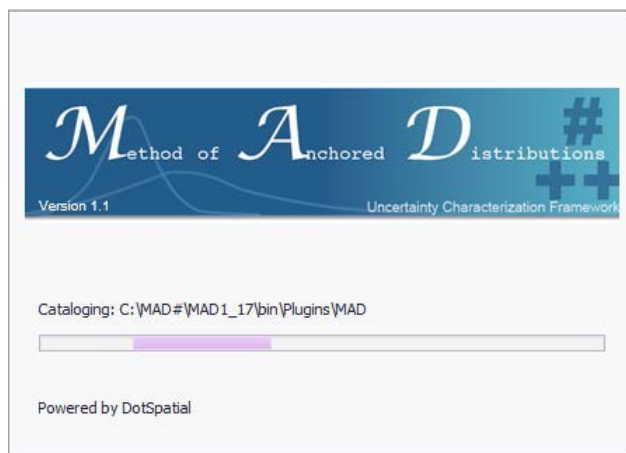 Method of Anchored Distributions
#
++
Version 1.1 Uncertainty Characterization Framework
Cataloging: C:\MAD#\MAD1_17\bin\Plugins\MAD
Powered by DotSpatial